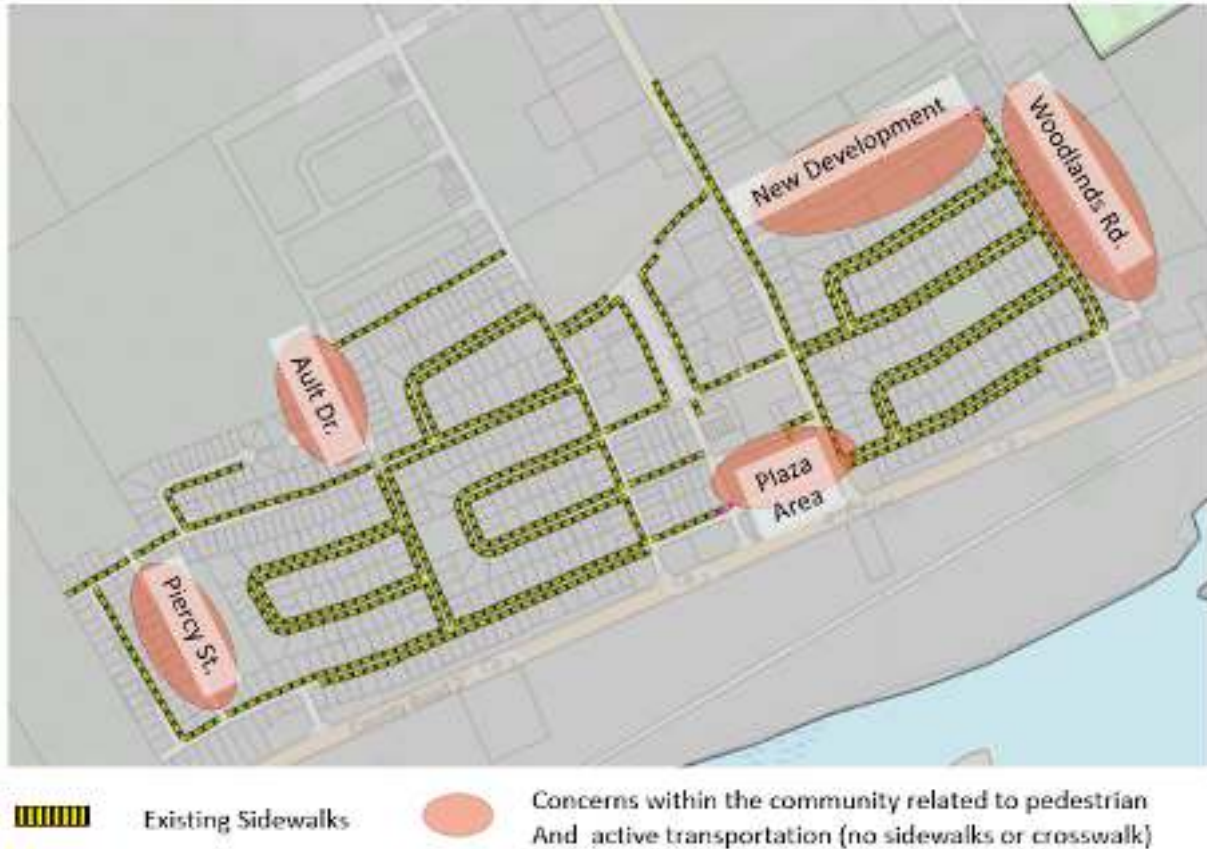 New Development
Woodlands Rd.
Ault Dr.
Plaza
Area
Piercy St.
Existing Sidewalks
Concerns within the community related to pedestrian
And active transportation (no sidewalks or crosswalk)